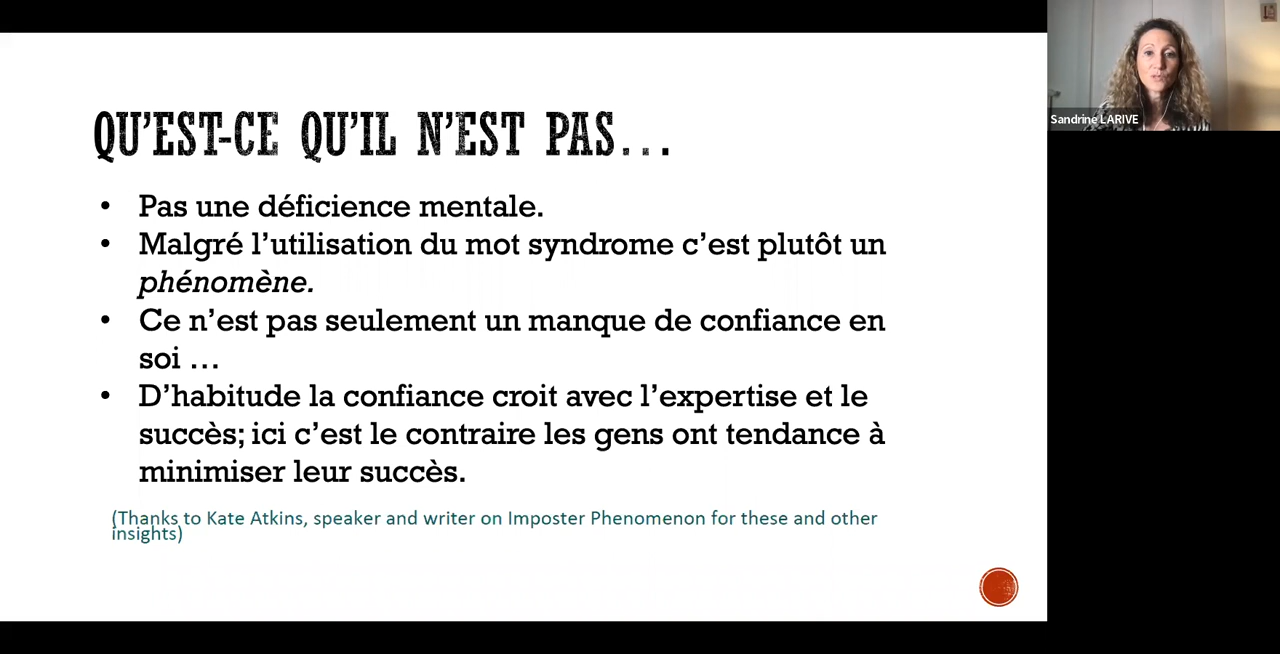 QU'EST-CE QU'IL N'EST PAS...
• Pas une déficience mentale.
• Malgré l'utilisation du mot syndrome c'est plutôt un
phénomène.
• Ce n'est pas seulement un manque de confiance en
soi ...
• D'habitude la confiance croit avec l'expertise et le
succès; ici c'est le contraire les gens ont tendance à
minimiser leur succès.
(Thanks to Kate Atkins, speaker and writer on Imposter Phenomenon for these and other
insights)
Sandrine LARIVE